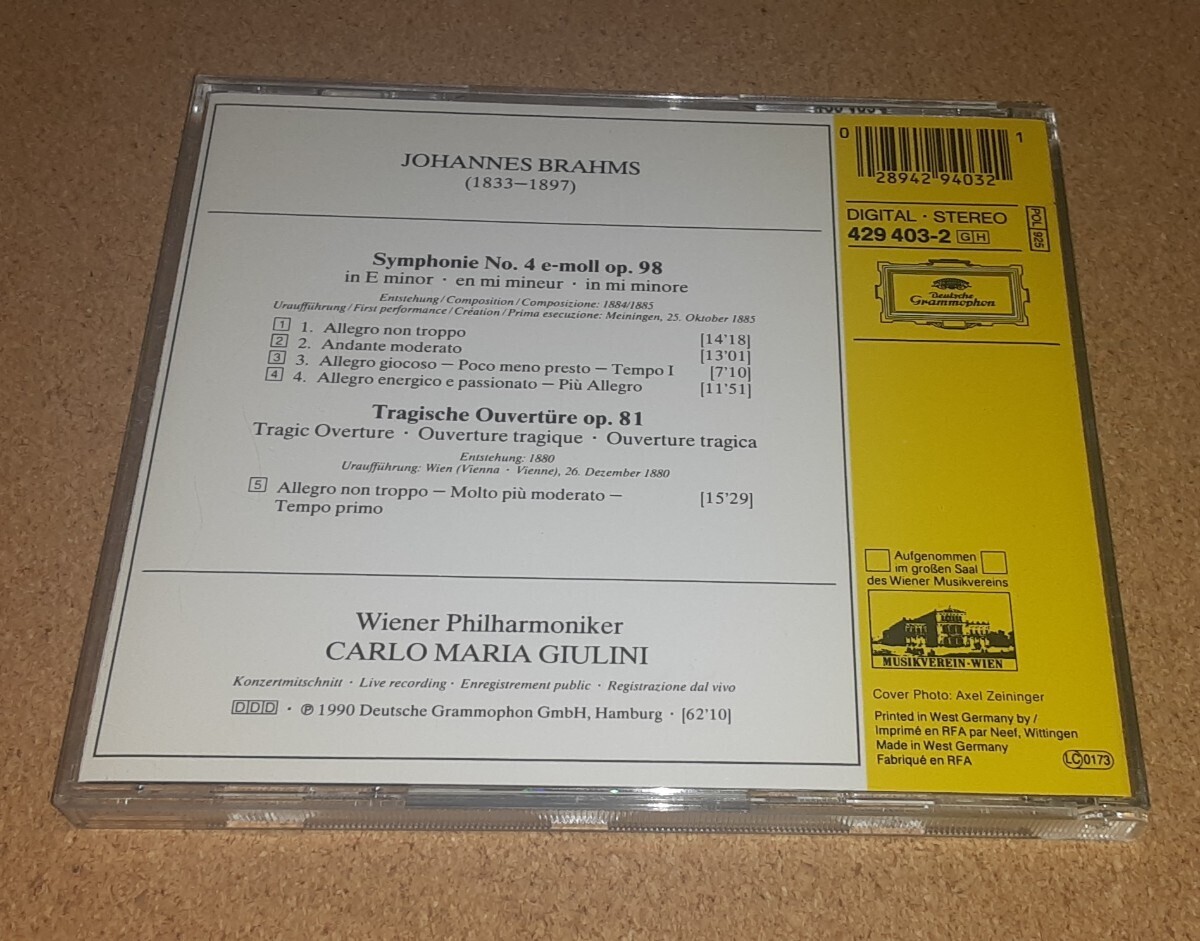 JOHANNES BRAHMS
(1833–1897)
Symphonie No. 4 e-moll op. 98
in E minor · en mi mineur · in mi minore
Entstehung / Composition / Composizione: 1884/1885
Uraufführung / First performance / Création / Prima esecuzione: Meiningen, 25. Oktober 1885
1 1. Allegro non troppo [14'18]
2 2. Andante moderato [13'01]
3 3. Allegro giocoso – Poco meno presto – Tempo I [7'10]
4 4. Allegro energico e passionato – Più Allegro [11'51]
Tragische Ouvertüre op. 81
Tragic Overture · Ouverture tragique · Ouverture tragica
Entstehung: 1880
Uraufführung: Wien (Vienna · Vienne), 26. Dezember 1880
5 Allegro non troppo – Molto più moderato – [15'29]
Tempo primo
Wiener Philharmoniker
CARLO MARIA GIULINI
Konzertmitschnitt · Live recording · Enregistrement public · Registrazione dal vivo
DDD · ℗ 1990 Deutsche Grammophon GmbH, Hamburg · [62'10]
0 28942 94032 1
DIGITAL · STEREO
429 403-2 GH
POL 925
Deutsche
Grammophon
Aufgenommen
im großen Saal
des Wiener Musikvereins
MUSIKVEREIN-WIEN
Cover Photo: Axel Zeininger
Printed in West Germany by /
Imprimé en RFA par Neef, Wittingen
Made in West Germany
Fabriqué en RFA
LC 0173